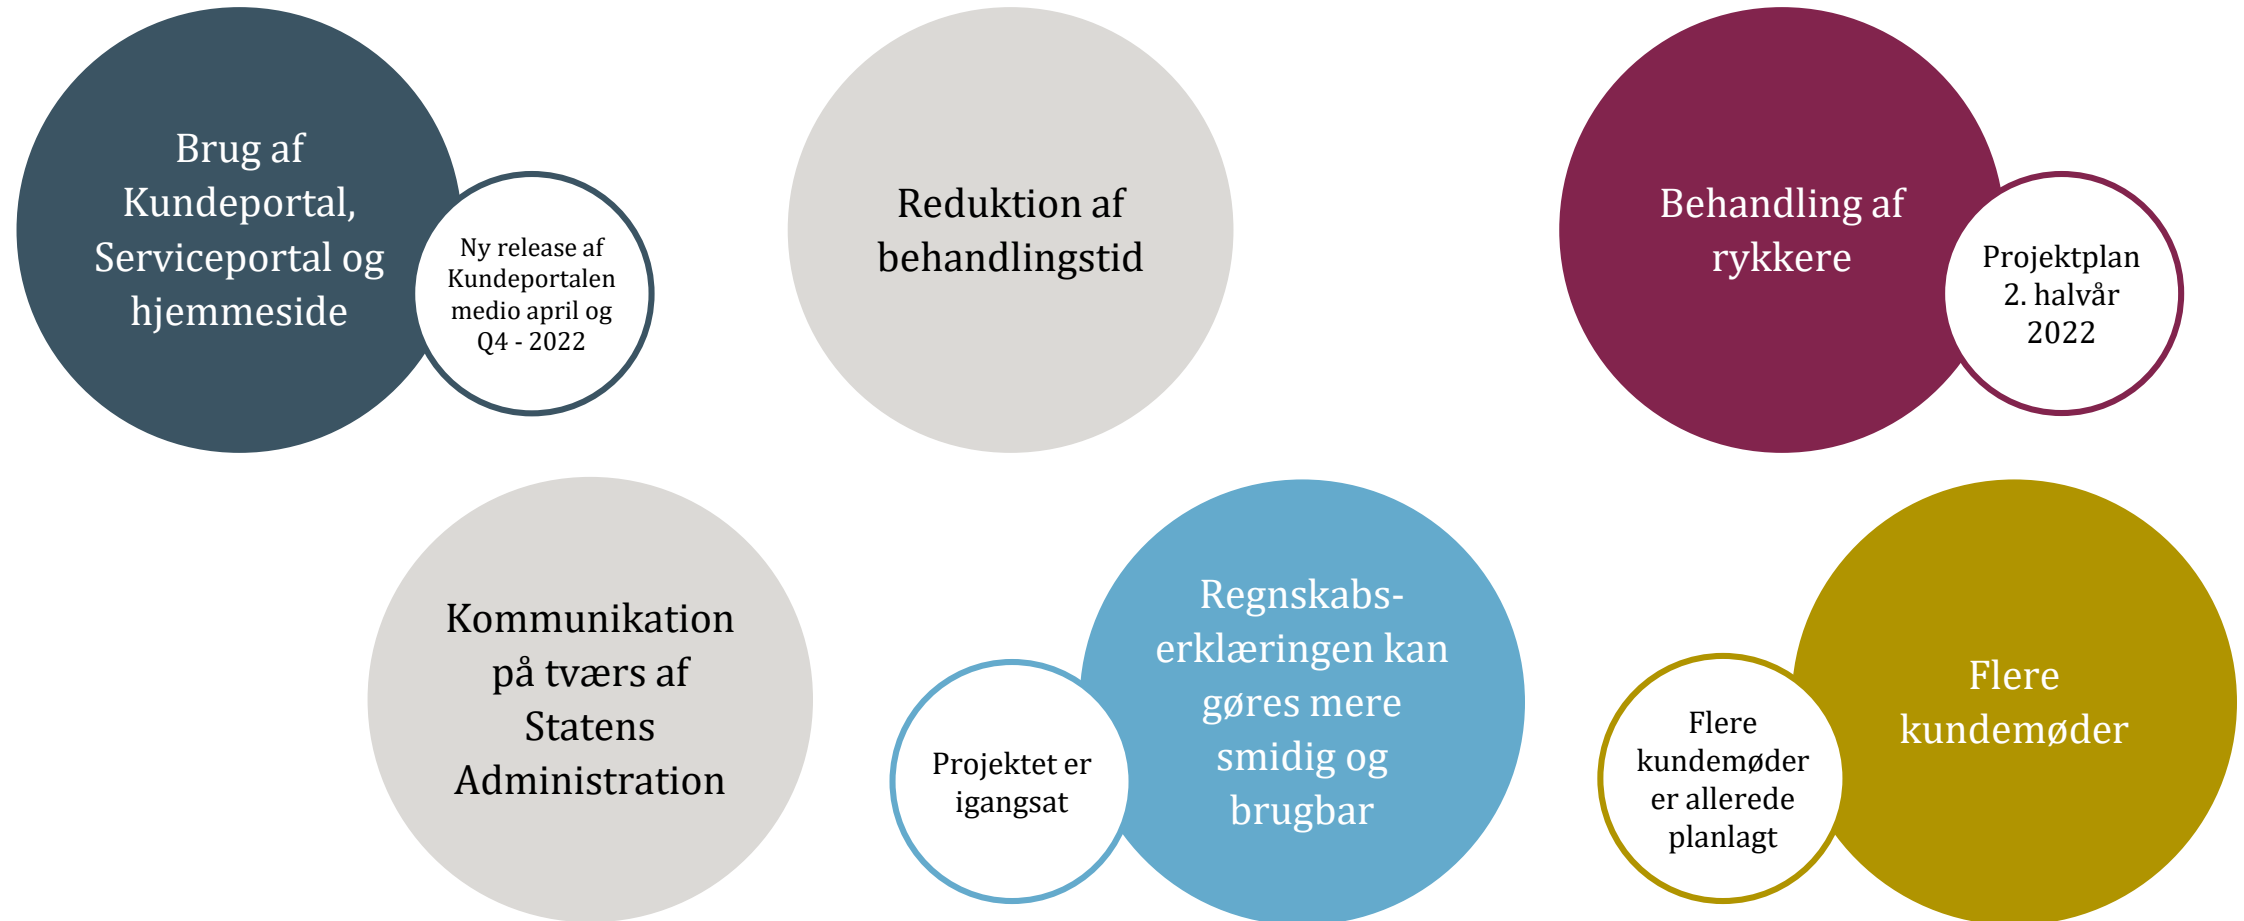 Brug af
Kundeportal,
Serviceportal og
hjemmeside
Ny release af
Kundeportalen
medio april og
Q4 - 2022
Reduktion af
behandlingstid
Behandling af
rykkere
Projektplan
2. halvår
2022
Kommunikation
på tværs af
Statens
Administration
Projektet er
igangsat
Regnskabs-
erklæringen kan
gøres mere
smidig og
brugbar
Flere
kundemøder
er allerede
planlagt
Flere
kundemøder